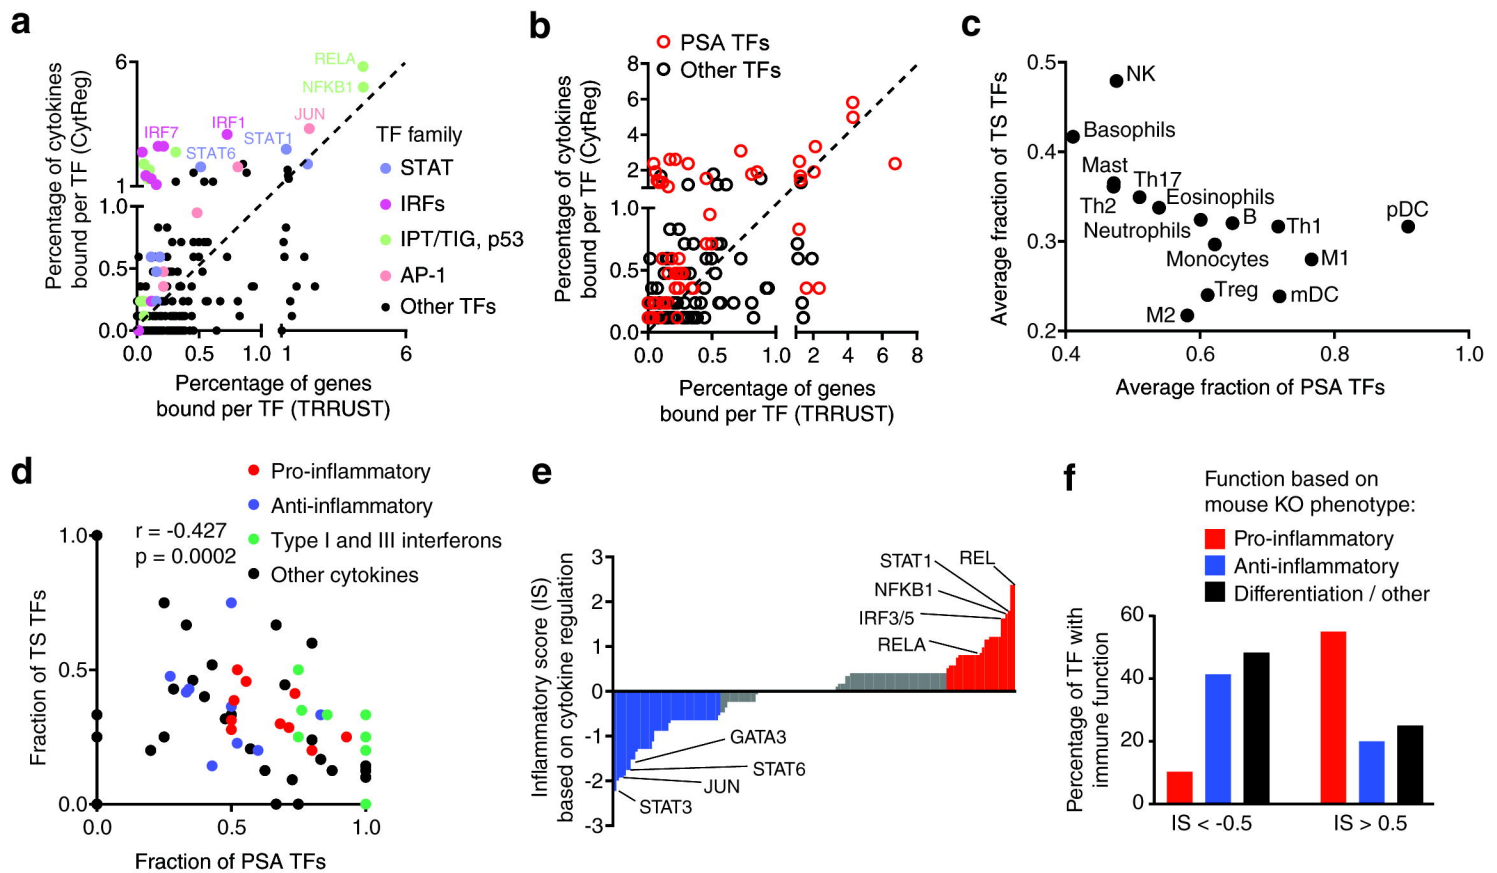 a
Percentage of cytokines
bound per TF (CytReg)
6
1
1.0
0.5
0.0
RELA
NFKB1
JUN
IRF7
IRF1
STAT1
STAT6
TF family
STAT
IRFs
IPT/TIG, p53
AP-1
Other TFs
0.0
0.5
1.0
1
6
Percentage of genes
bound per TF (TRRUST)
b
PSA TFs
Other TFs
Percentage of cytokines
bound per TF (CytReg)
8
6
4
2
1.0
0.5
0.0
0.0
0.5
1.0
2
4
6
8
Percentage of genes
bound per TF (TRRUST)
c
Average fraction of TS TFs
0.5
0.4
0.3
0.2
NK
Basophils
Mast
Th17
Th2
Eosinophils
Neutrophils
B
Th1
pDC
Monocytes
M1
Treg
mDC
M2
0.4
0.6
0.8
1.0
Average fraction of PSA TFs
d
Pro-inflammatory
Anti-inflammatory
Type I and III interferons
Other cytokines
r = -0.427
p = 0.0002
Fraction of TS TFs
1.0
0.5
0.0
0.0
0.5
1.0
Fraction of PSA TFs
e
Inflammatory score (IS)
based on cytokine regulation
3
2
1
0
-1
-2
-3
REL
STAT1
NFKB1
IRF3/5
RELA
GATA3
STAT6
JUN
STAT3
f
Function based on
mouse KO phenotype:
Pro-inflammatory
Anti-inflammatory
Differentiation / other
Percentage of TF with
immune function
60
40
20
0
IS < -0.5
IS > 0.5